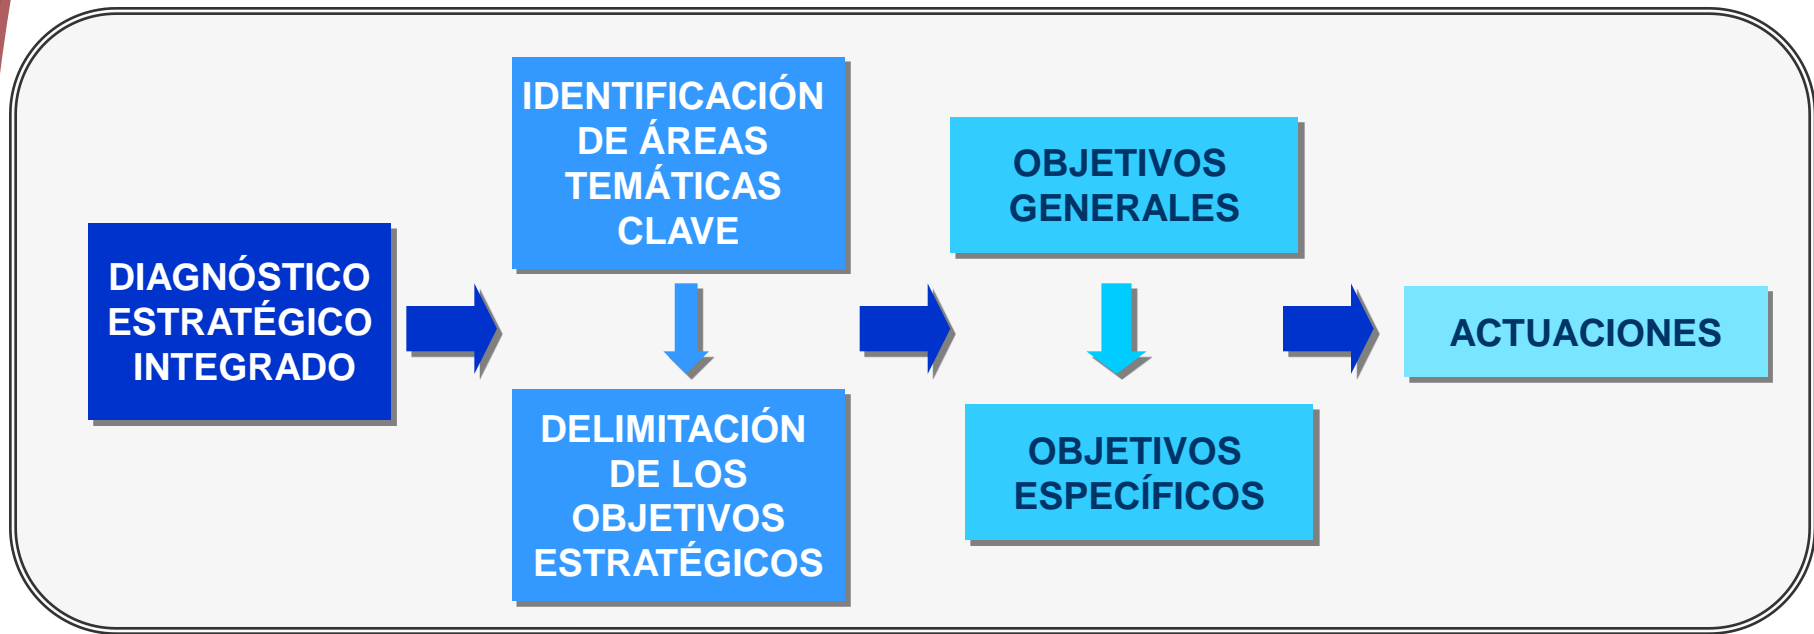 DIAGNÓSTICO
ESTRATÉGICO
INTEGRADO
IDENTIFICACIÓN
DE ÁREAS
TEMÁTICAS
CLAVE
DELIMITACIÓN
DE LOS
OBJETIVOS
ESTRATÉGICOS
OBJETIVOS
GENERALES
OBJETIVOS
ESPECÍFICOS
ACTUACIONES